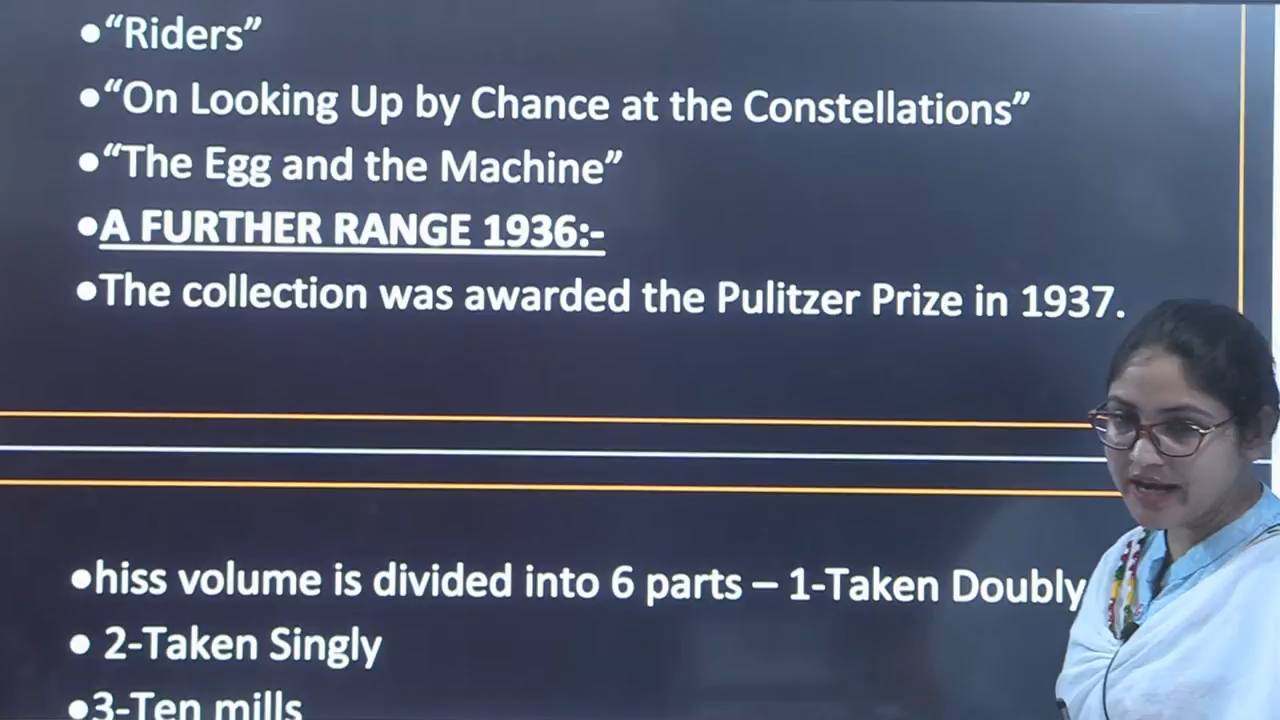 ●“Riders”
●“On Looking Up by Chance at the Constellations”
●“The Egg and the Machine”
●A FURTHER RANGE 1936:-
●The collection was awarded the Pulitzer Prize in 1937.
●hiss volume is divided into 6 parts – 1-Taken Doubly
● 2-Taken Singly
●3-Ten mills